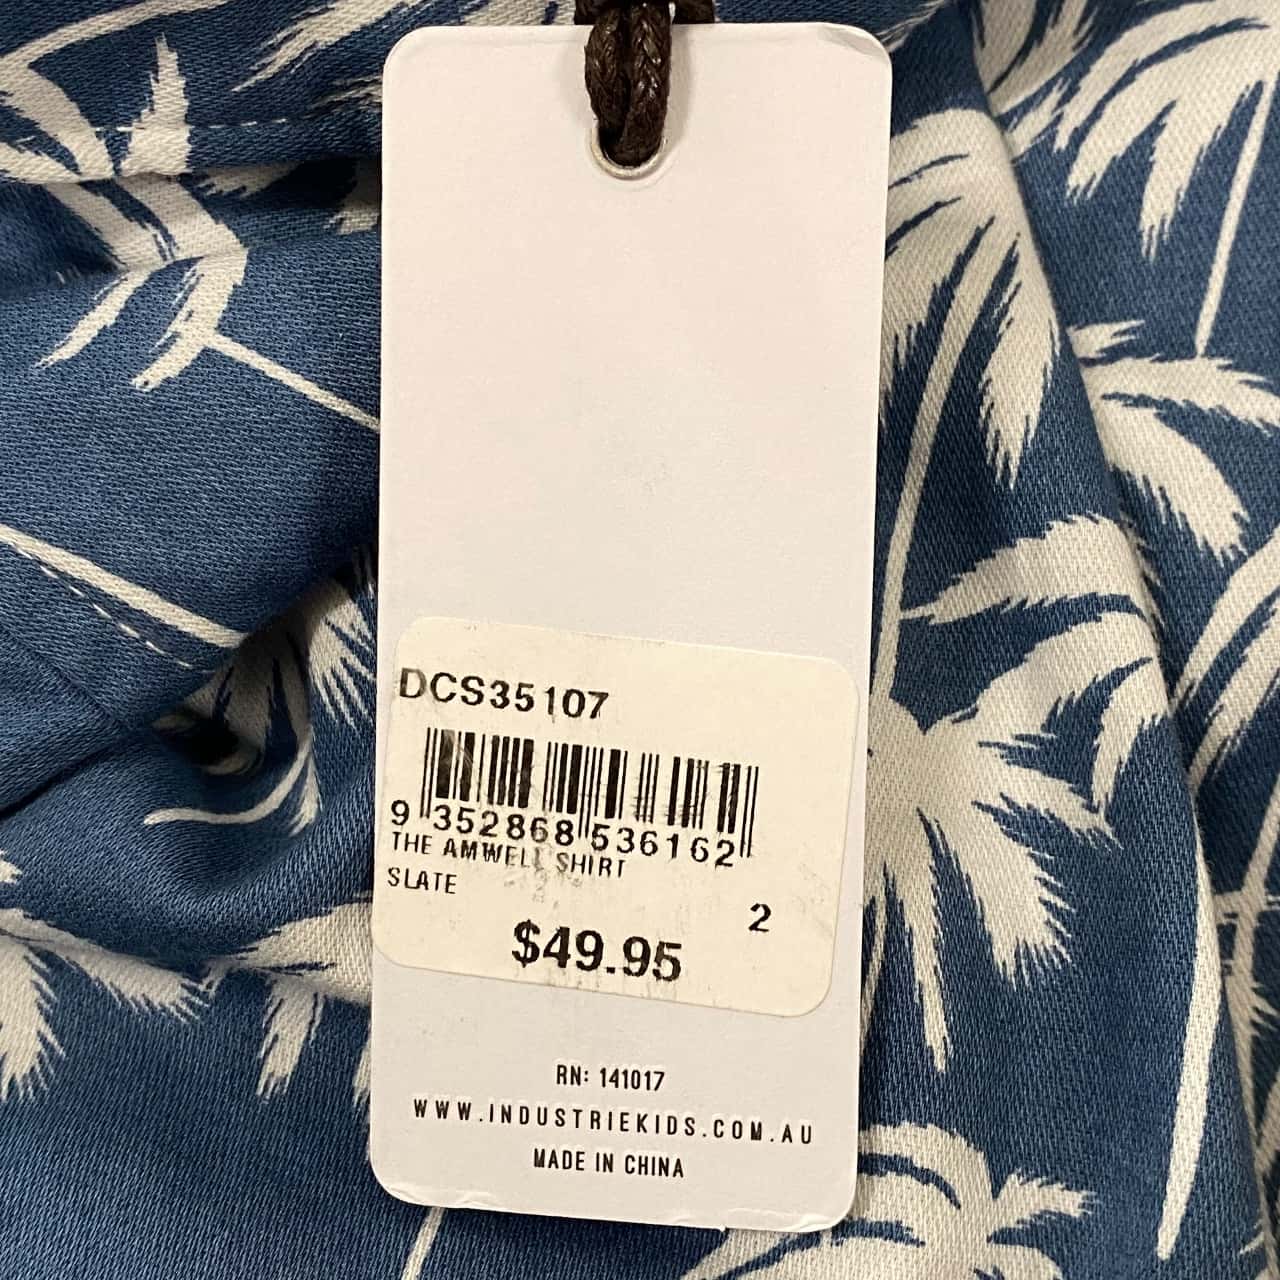 DCS35107
9 352868 536162
THE AMWELL SHIRT
SLATE
2
$49.95
RN: 141017
WWW.INDUSTRIEKIDS.COM.AU
MADE IN CHINA